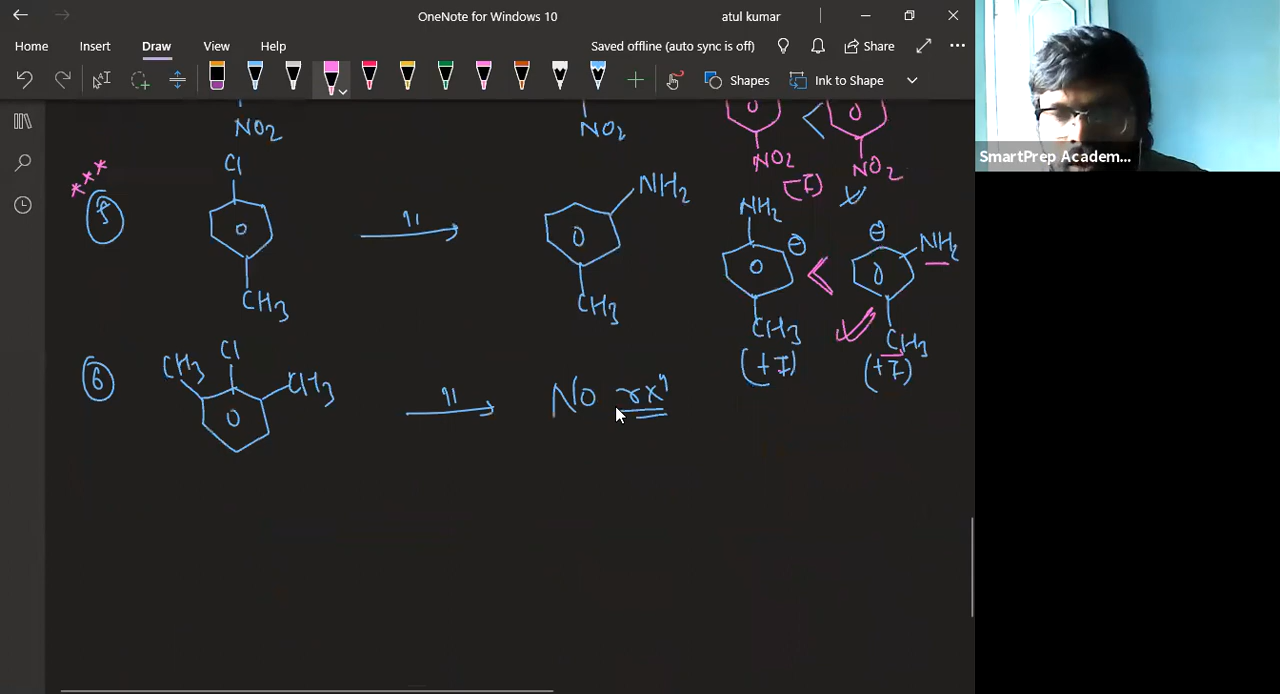 OneNote for Windows 10
atul kumar
Home Insert Draw View Help
Saved offline (auto sync is off)
Share
Shapes
Ink to Shape
SmartPrep Academ...
NO2
NO2
NO2
NO2
(-I)
***
5
Cl
CH3
"
NH2
CH3
NH2
⊖
CH3
(+I)
<
⊖
NH2
CH3
(+I)
6
CH3
Cl
CH3
"
No rxⁿ